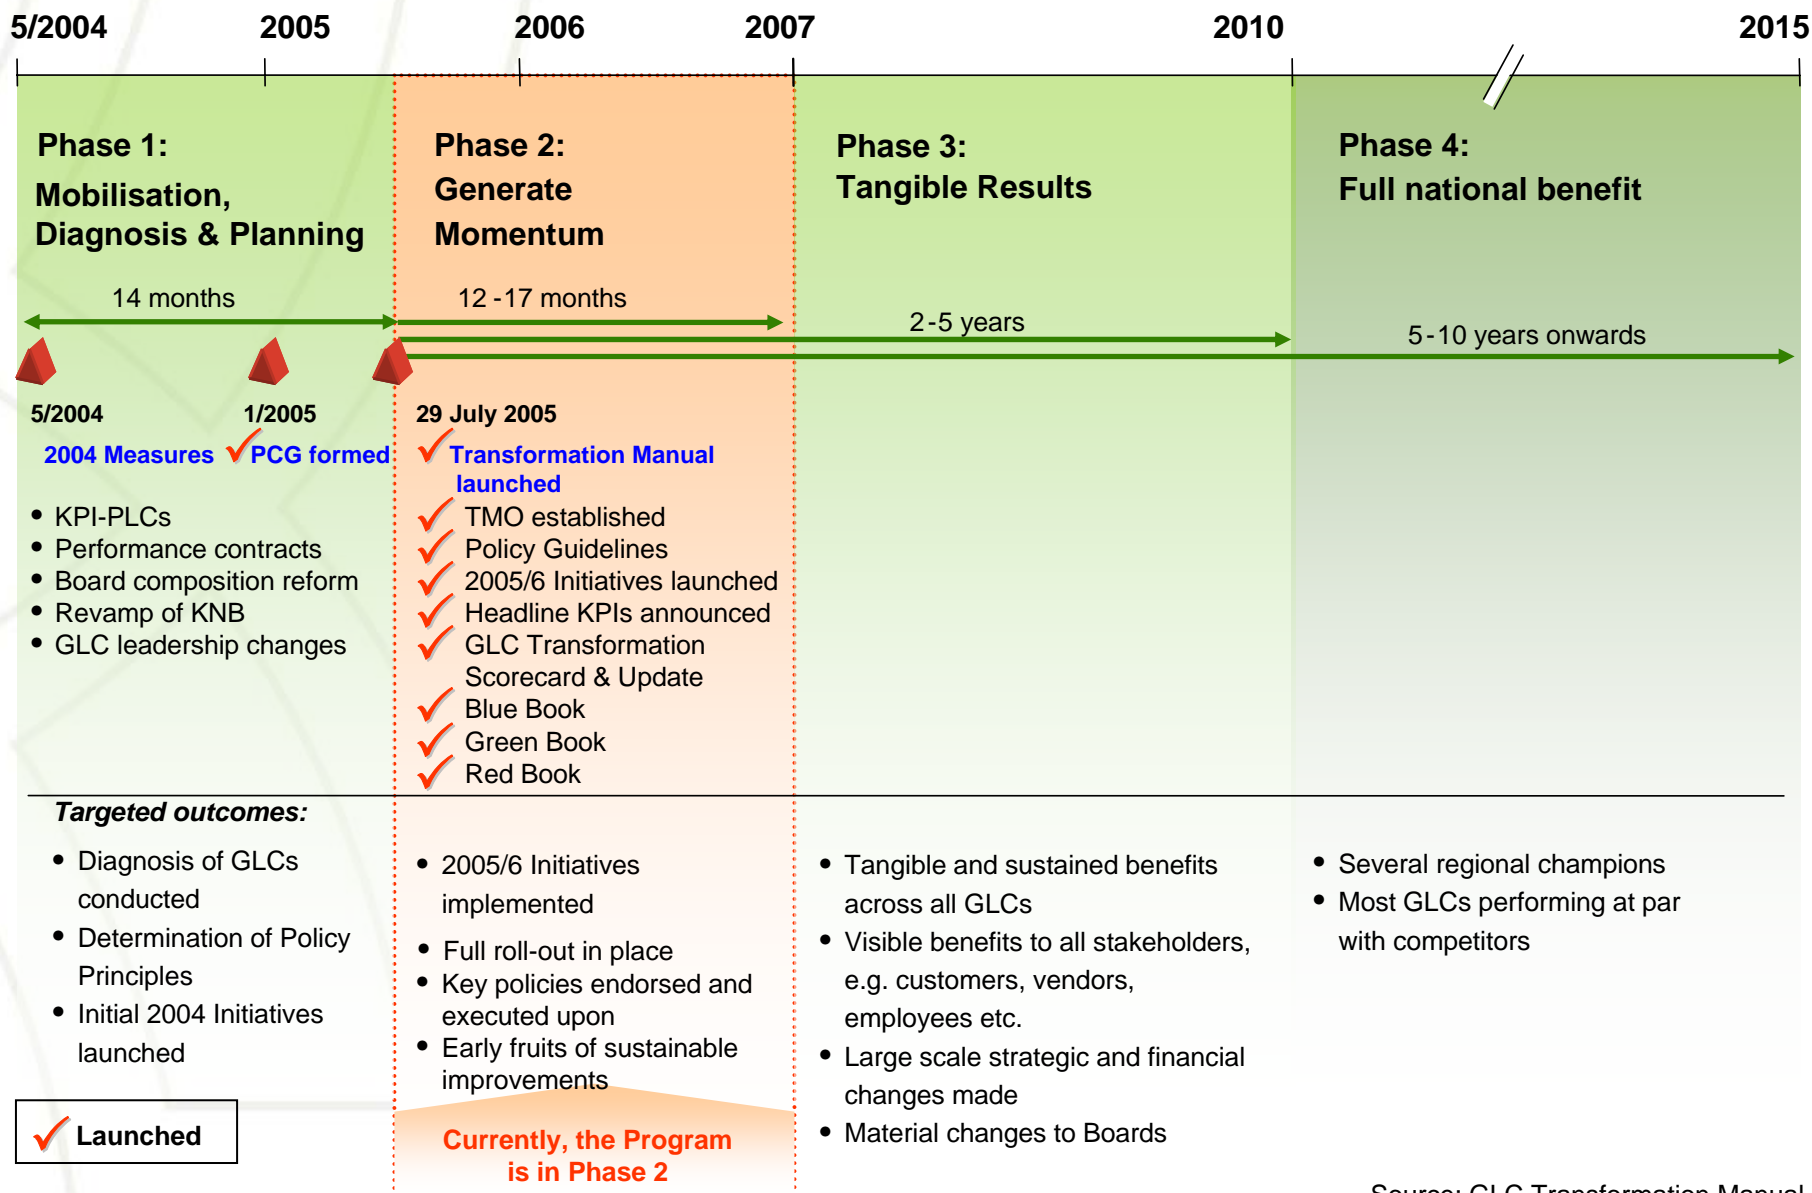 5/2004 2005 2006 2007 2010 2015
Phase 1:
Mobilisation,
Diagnosis & Planning
14 months
Phase 2:
Generate
Momentum
12 -17 months
Phase 3:
Tangible Results
2-5 years
Phase 4:
Full national benefit
5-10 years onwards
5/2004
2004 Measures
1/2005
PCG formed
KPI-PLCs
Performance contracts
Board composition reform
Revamp of KNB
GLC leadership changes
29 July 2005
Transformation Manual
launched
TMO established
Policy Guidelines
2005/6 Initiatives launched
Headline KPIs announced
GLC Transformation
Scorecard & Update
Blue Book
Green Book
Red Book
Targeted outcomes:
Diagnosis of GLCs
conducted
Determination of Policy
Principles
Initial 2004 Initiatives
launched
2005/6 Initiatives
implemented
Full roll-out in place
Key policies endorsed and
executed upon
Early fruits of sustainable
improvements
Tangible and sustained benefits
across all GLCs
Visible benefits to all stakeholders,
e.g. customers, vendors,
employees etc.
Large scale strategic and financial
changes made
Material changes to Boards
Several regional champions
Most GLCs performing at par
with competitors
Launched
Currently, the Program
is in Phase 2
Source: GLC Transformation Manual